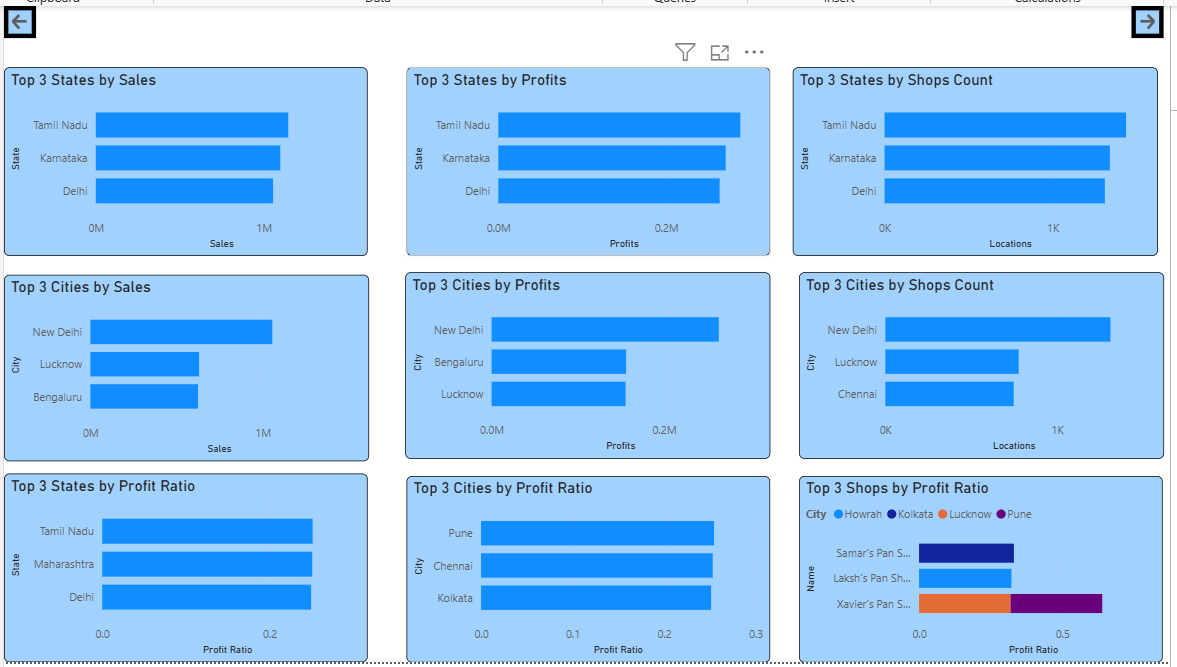 Clipboard Data Queries Insert Calculations
Top 3 States by Sales
State
Tamil Nadu
Karnataka
Delhi
0M 1M
Sales
Top 3 States by Profits
State
Tamil Nadu
Karnataka
Delhi
0.0M 0.2M
Profits
Top 3 States by Shops Count
State
Tamil Nadu
Karnataka
Delhi
0K 1K
Locations
Top 3 Cities by Sales
City
New Delhi
Lucknow
Bengaluru
0M 1M
Sales
Top 3 Cities by Profits
City
New Delhi
Bengaluru
Lucknow
0.0M 0.2M
Profits
Top 3 Cities by Shops Count
City
New Delhi
Lucknow
Chennai
0K 1K
Locations
Top 3 States by Profit Ratio
State
Tamil Nadu
Maharashtra
Delhi
0.0 0.2
Profit Ratio
Top 3 Cities by Profit Ratio
City
Pune
Chennai
Kolkata
0.0 0.1 0.2 0.3
Profit Ratio
Top 3 Shops by Profit Ratio
City Howrah Kolkata Lucknow Pune
Name
Samar's Pan S...
Laksh's Pan Sh...
Xavier's Pan S...
0.0 0.5
Profit Ratio